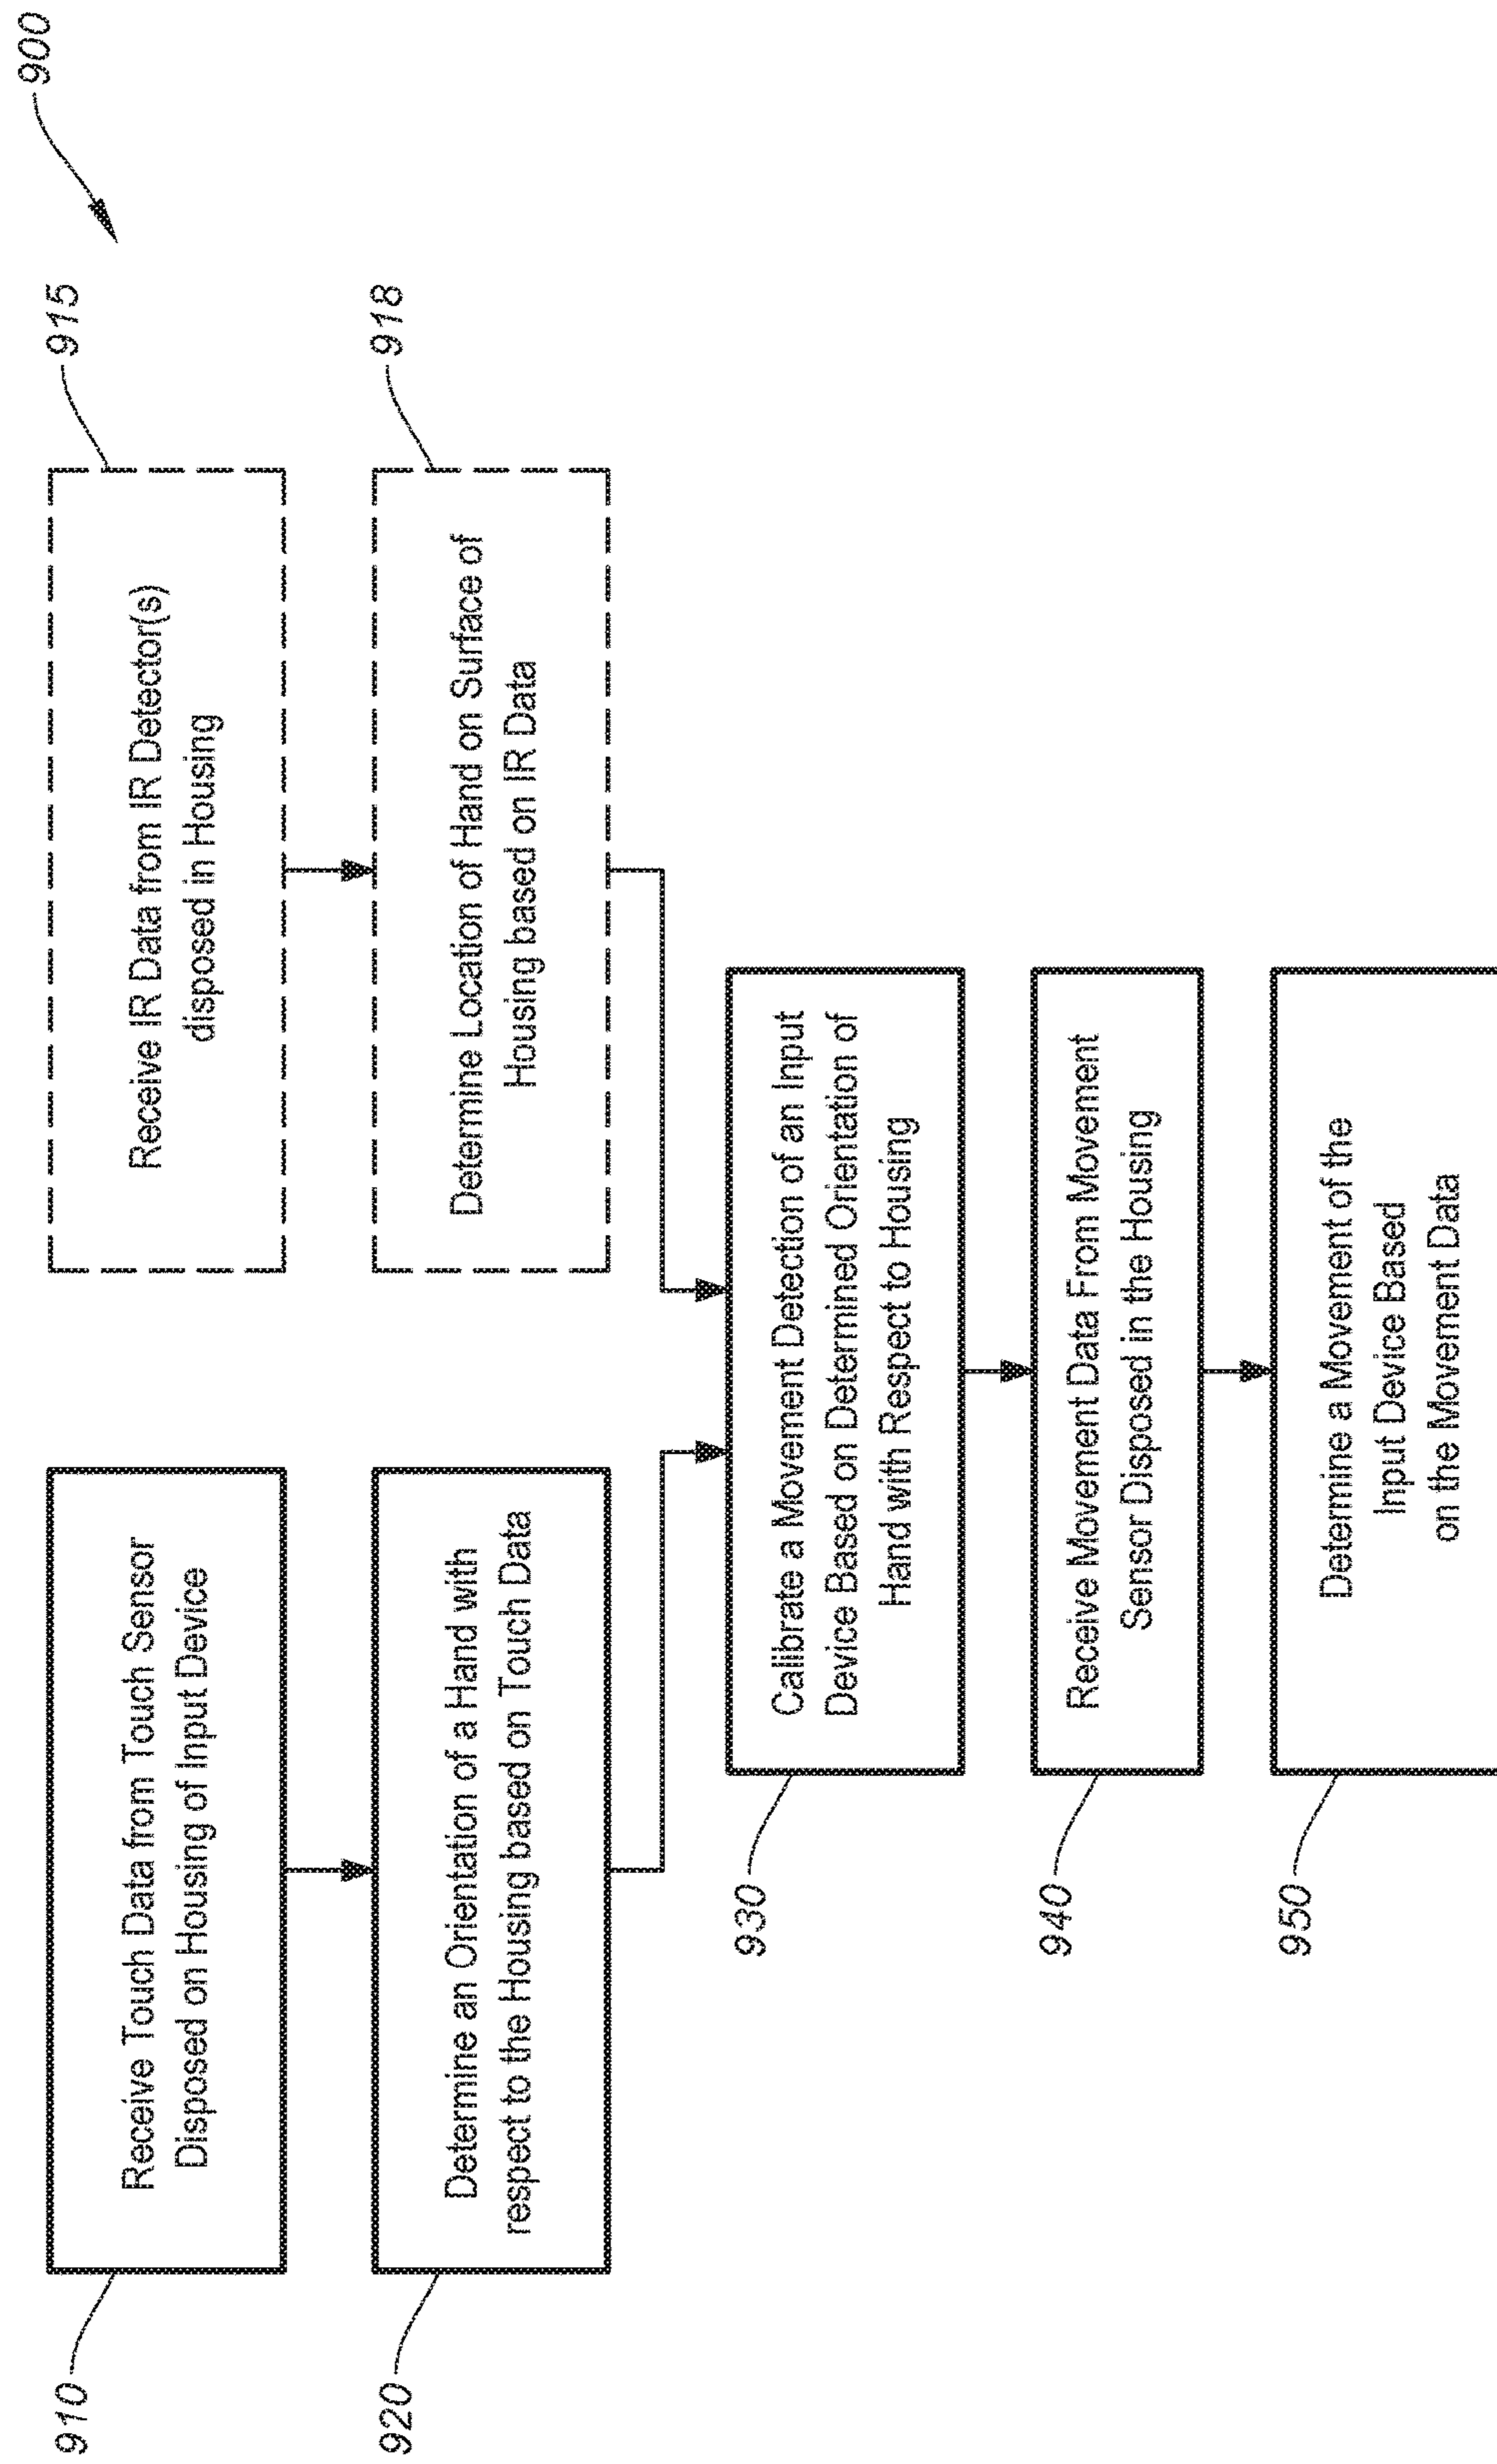 900
910
Receive Touch Data from Touch Sensor
Disposed on Housing of Input Device
915
Receive IR Data from IR Detector(s)
disposed in Housing
920
Determine an Orientation of a Hand with
respect to the Housing based on Touch Data
918
Determine Location of Hand on Surface of
Housing based on IR Data
930
Calibrate a Movement Detection of an Input
Device Based on Determined Orientation of
Hand with Respect to Housing
940
Receive Movement Data From Movement
Sensor Disposed in the Housing
950
Determine a Movement of the
Input Device Based
on the Movement Data